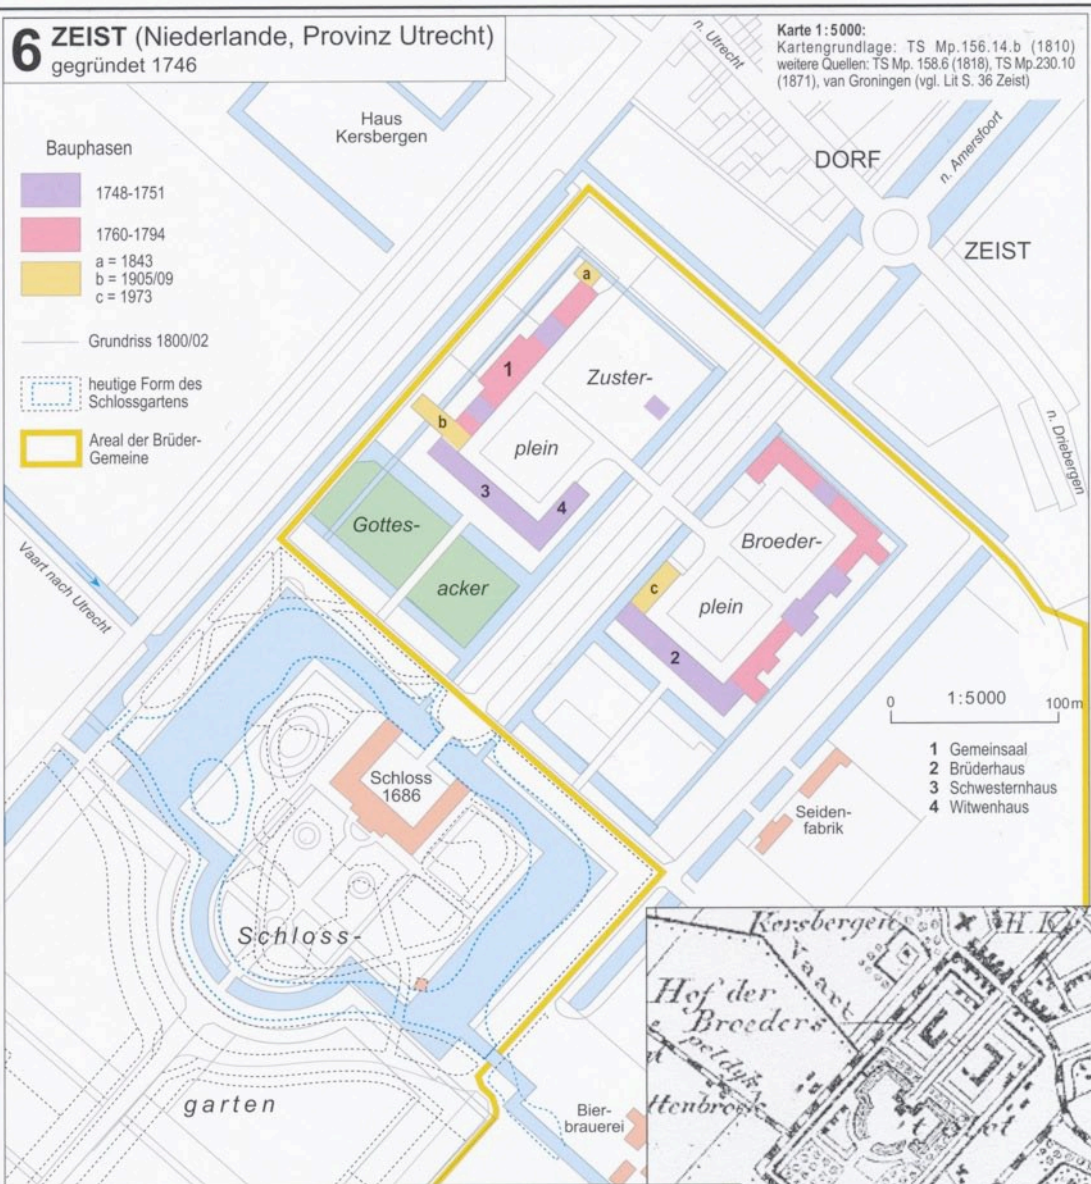 6 ZEIST (Niederlande, Provinz Utrecht)
gegründet 1746
Karte 1:5000:
Kartengrundlage: TS Mp.156.14.b (1810)
weitere Quellen: TS Mp. 158.6 (1818), TS Mp.230.10
(1871), van Groningen (vgl. Lit S. 36 Zeist)
n. Utrecht
Haus
Kersbergen
DORF
n. Amersfoort
ZEIST
n. Driebergen
Bauphasen
1748-1751
1760-1794
a = 1843
b = 1905/09
c = 1973
Grundriss 1800/02
heutige Form des
Schlossgartens
Areal der Brüder-
Gemeine
a
1
Zuster-
b
plein
3
4
Gottes-
acker
Broeder-
c
plein
2
Vaart nach Utrecht
Schloss
1686
0 1:5000 100m
1 Gemeinsaal
2 Brüderhaus
3 Schwesternhaus
4 Witwenhaus
Seiden-
fabrik
Schloss-
garten
Bier-
brauerei
Kersbergen
Vaart
Hof der
Broeders